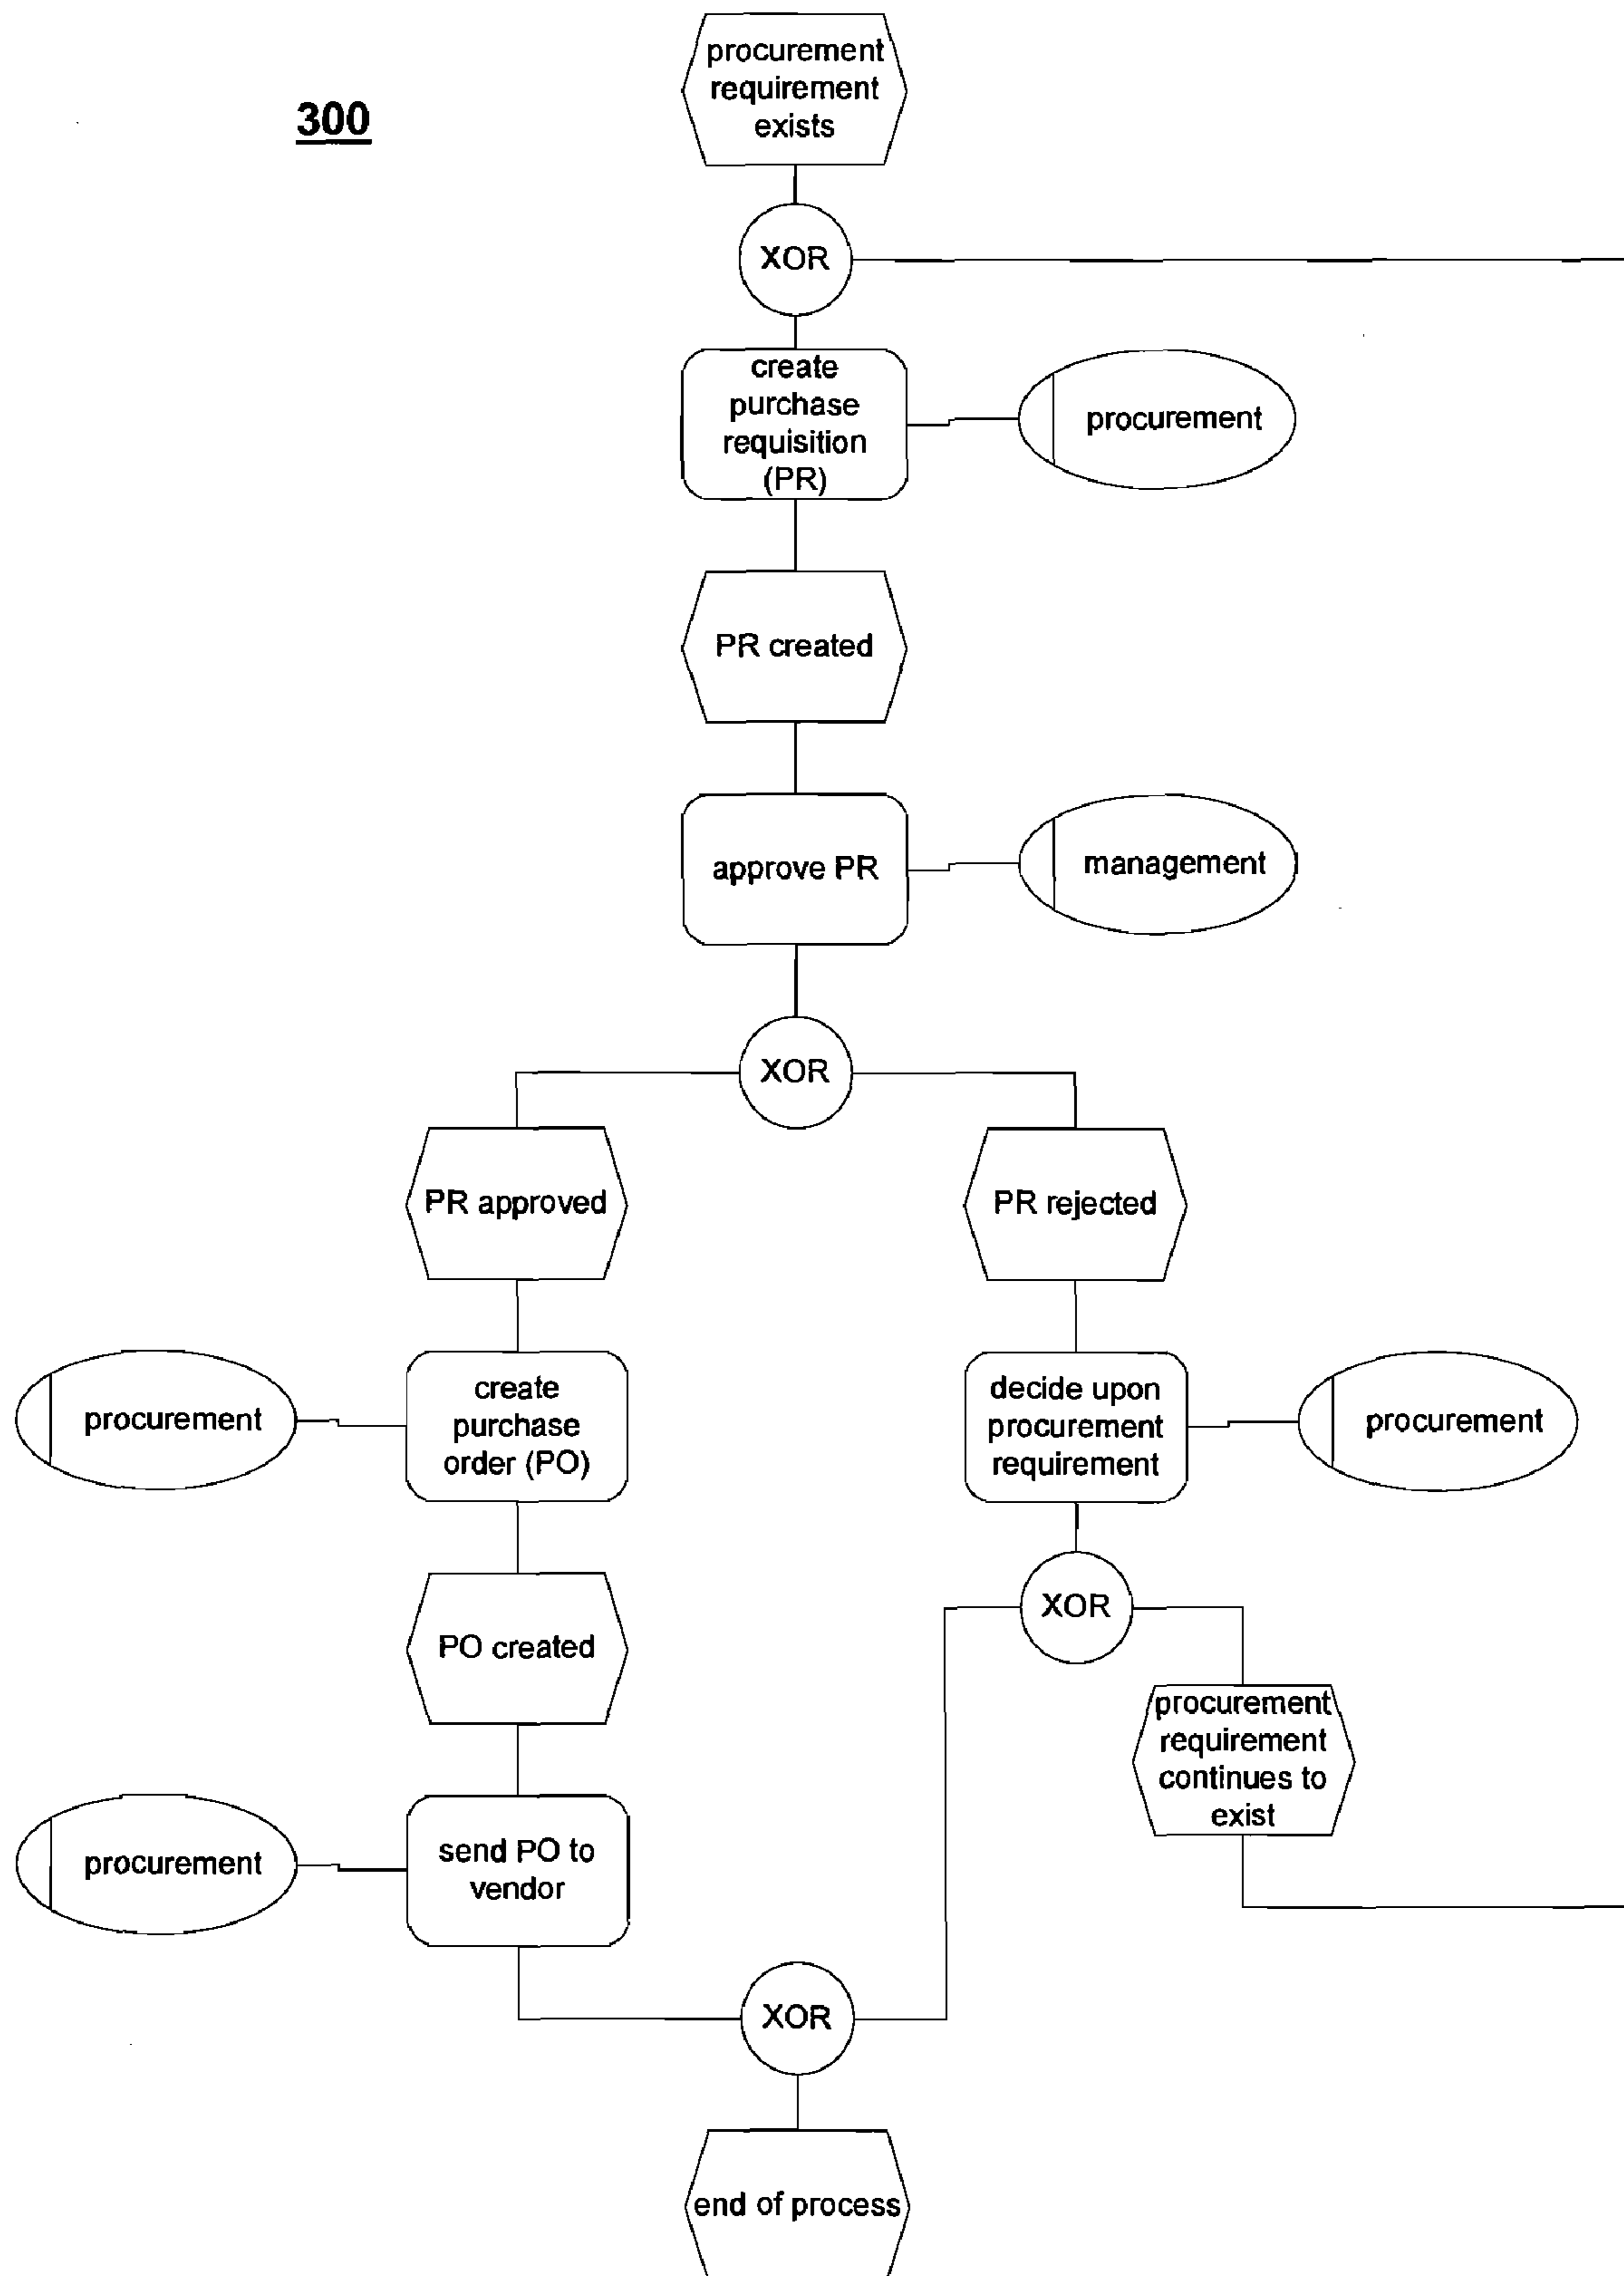 300
procurement
requirement
exists
XOR
create
purchase
requisition
(PR)
procurement
PR created
approve PR
management
XOR
PR approved
PR rejected
procurement
create
purchase
order (PO)
decide upon
procurement
requirement
procurement
XOR
PO created
procurement
requirement
continues to
exist
procurement
send PO to
vendor
XOR
end of process